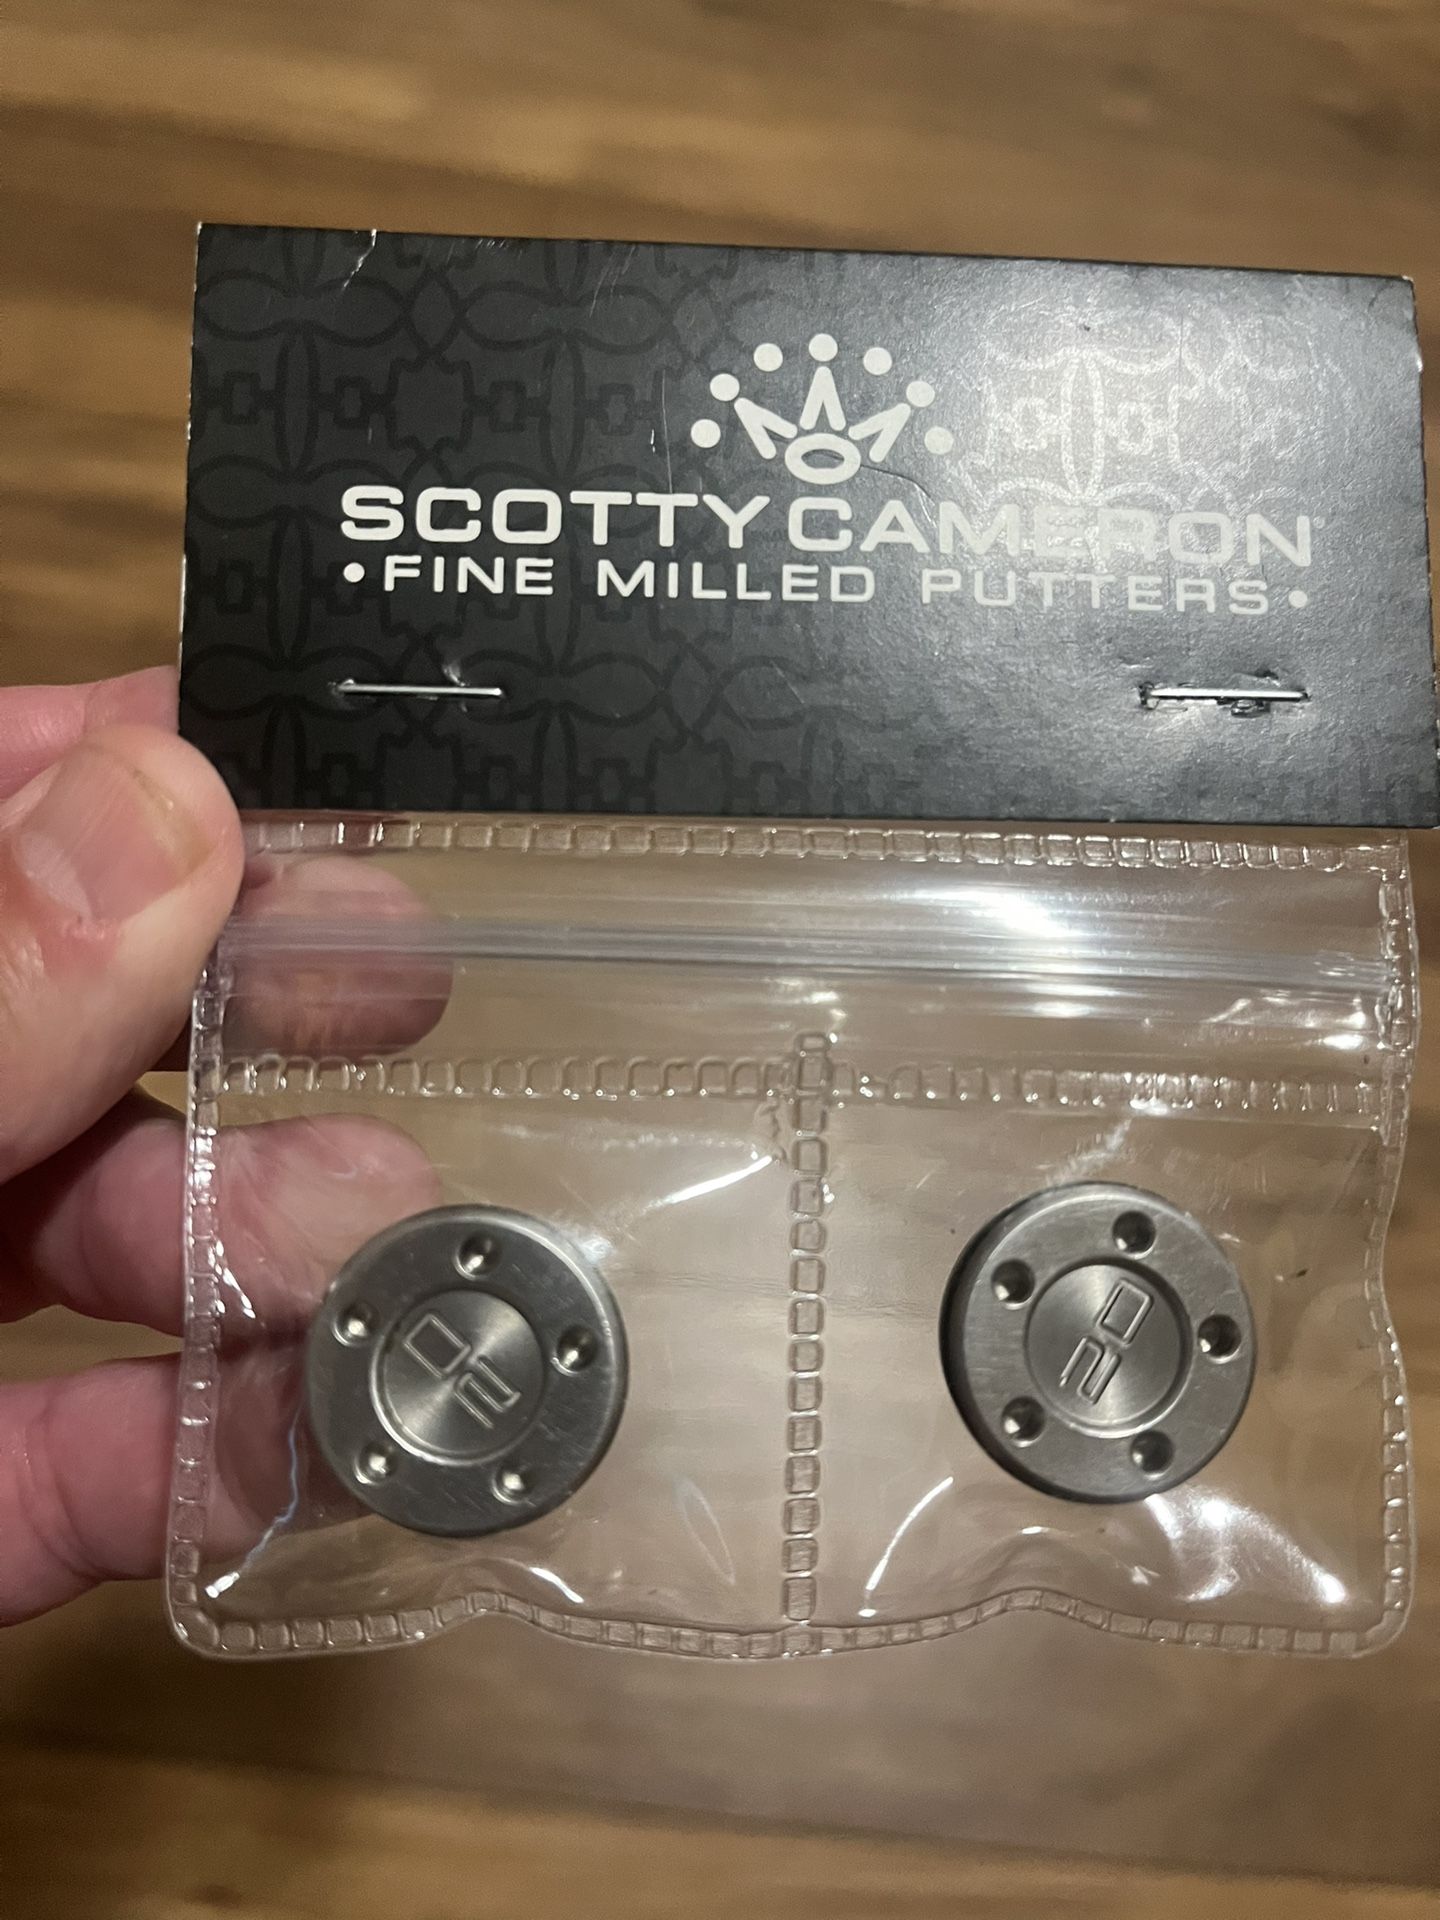 SCOTTY CAMERON
• FINE MILLED PUTTERS •
20
20